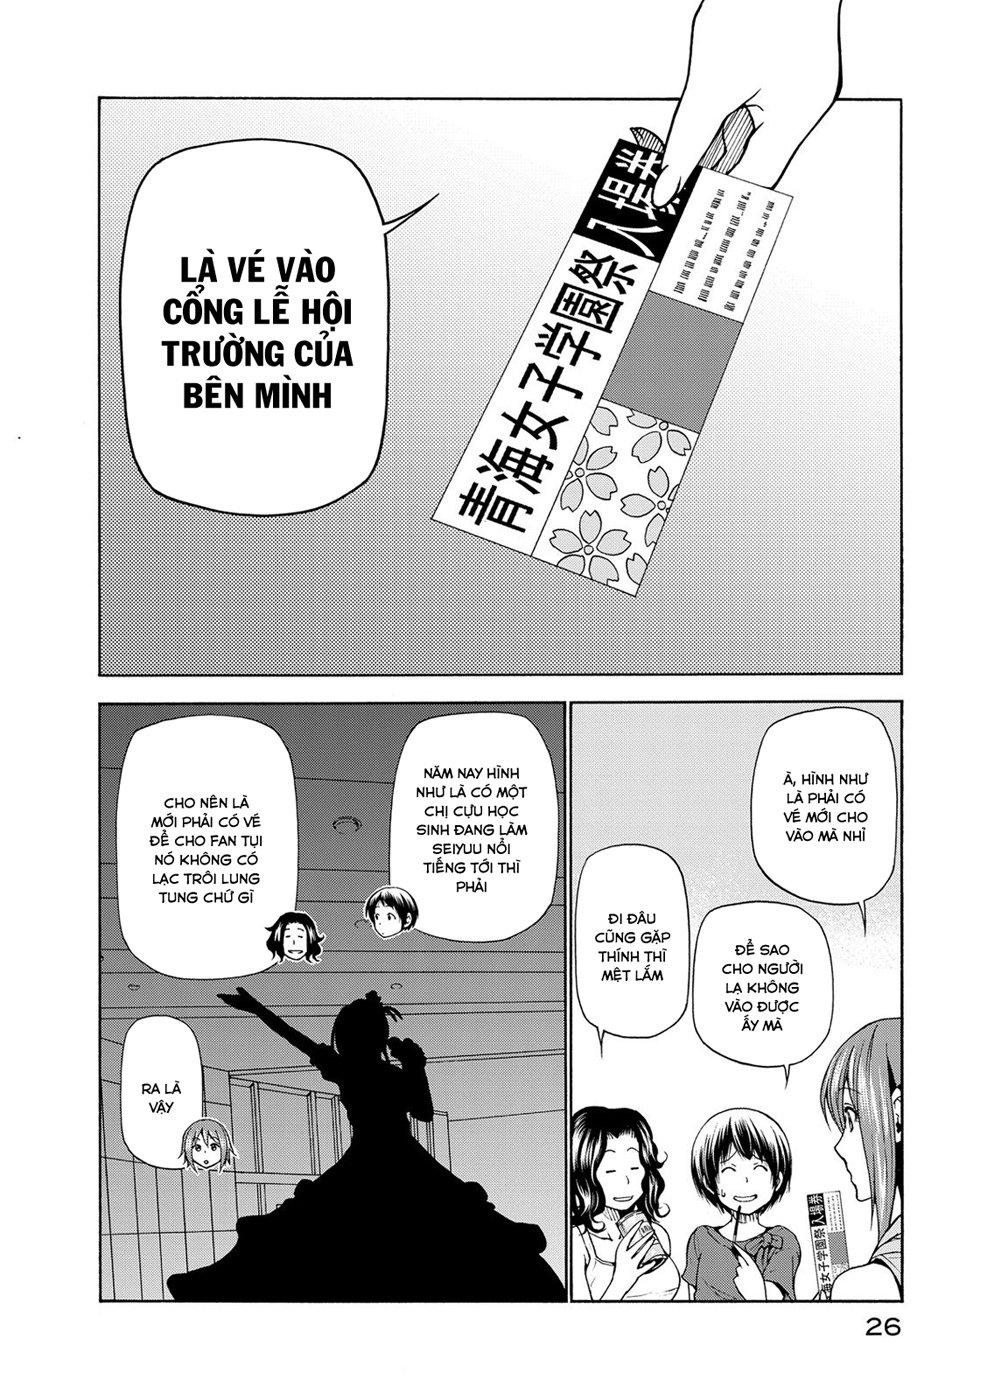 LÀ VÉ VÀO
CỔNG LỄ HỘI
TRƯỜNG CỦA
BÊN MÌNH
入場券
青海女子学園祭
À, HÌNH NHƯ
LÀ PHẢI CÓ
VÉ MỚI CHO
VÀO MÀ NHỈ
ĐỂ SAO
CHO NGƯỜI
LẠ KHÔNG
VÀO ĐƯỢC
ẤY MÀ
ĐI ĐÂU
CŨNG GẶP
THÍNH THÌ
MỆT LẮM
入場券
海女子学園祭
NĂM NAY HÌNH
NHƯ LÀ CÓ MỘT
CHỊ CỰU HỌC
SINH ĐANG LÀM
SEIYUU NỔI
TIẾNG TỚI THÌ
PHẢI
CHO NÊN LÀ
MỚI PHẢI CÓ VÉ
ĐỂ CHO FAN TỤI
NÓ KHÔNG CÓ
LẠC TRÔI LUNG
TUNG CHỨ GÌ
RA LÀ
VẬY
26